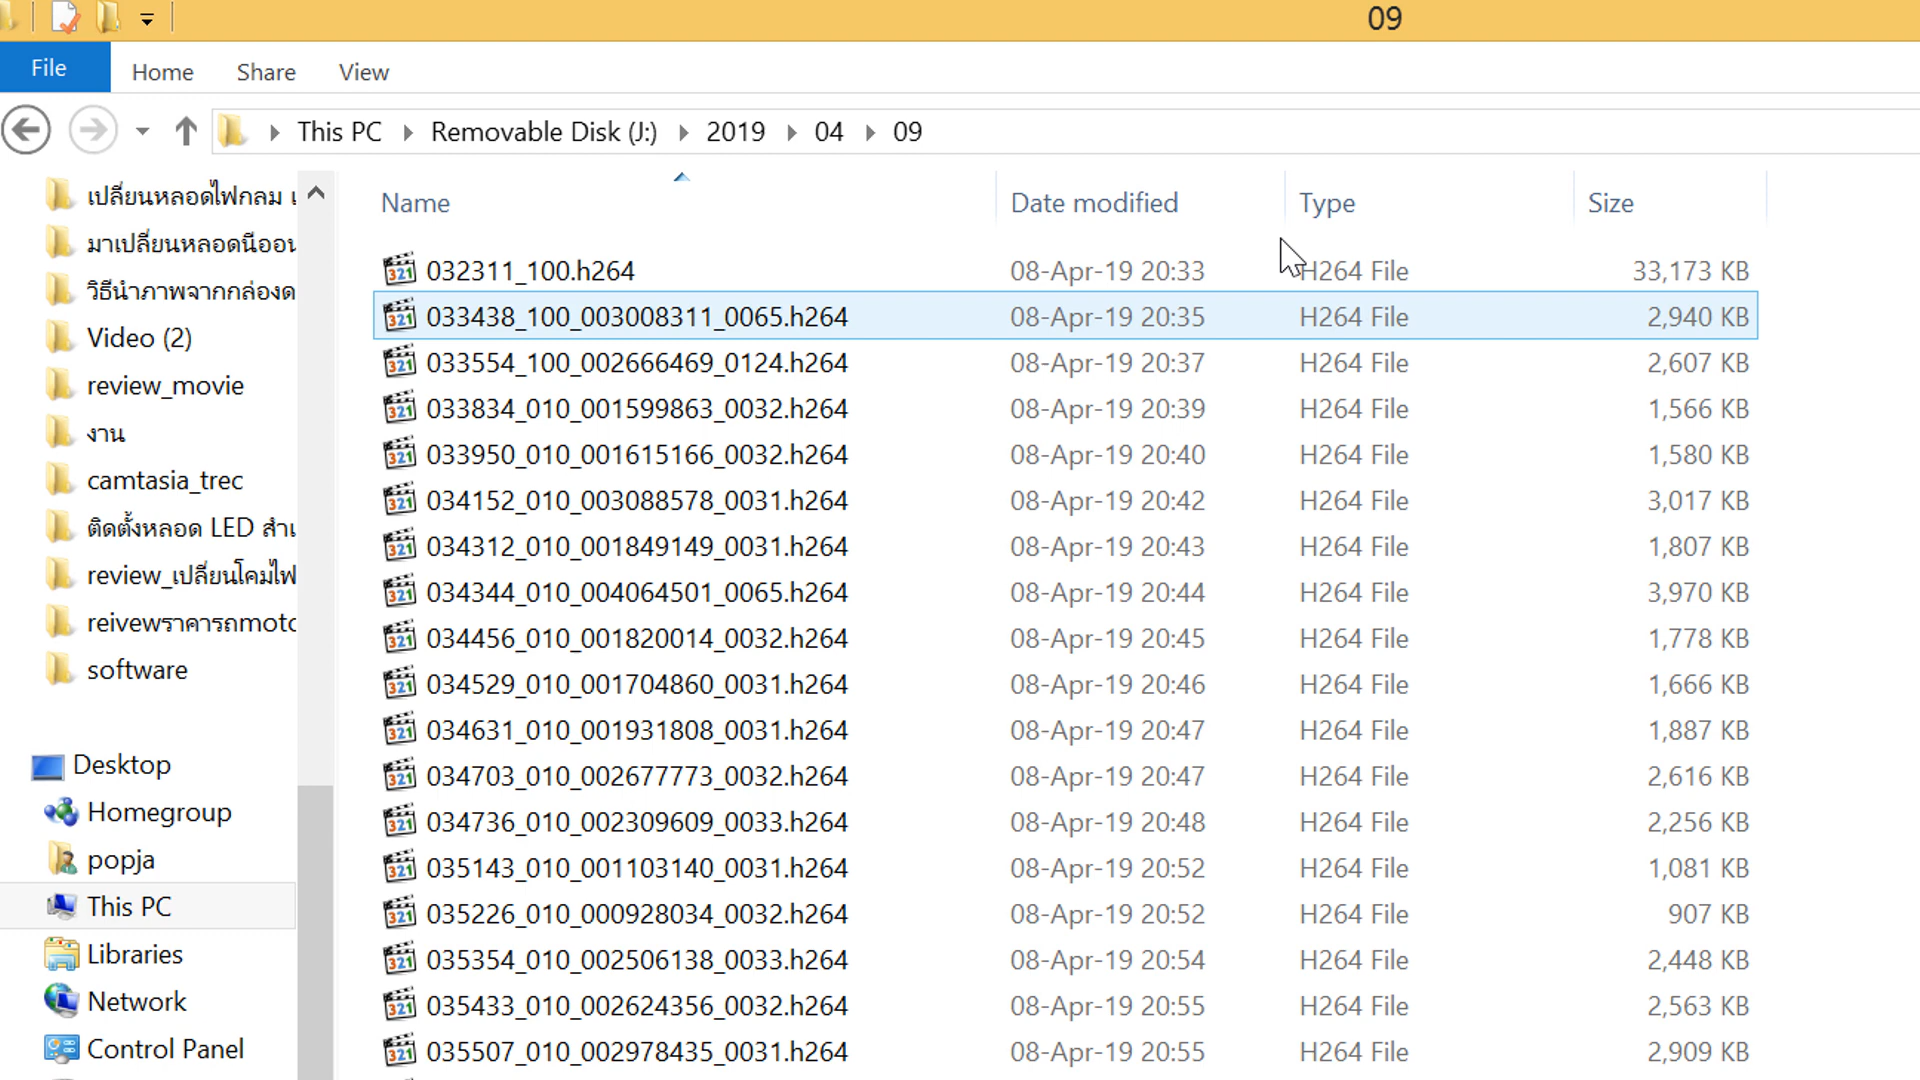 09
File Home Share View
This PC Removable Disk (J:) 2019 04 09
Name Date modified Type Size
032311_100.h264 08-Apr-19 20:33 H264 File 33,173 KB
033438_100_003008311_0065.h264 08-Apr-19 20:35 H264 File 2,940 KB
033554_100_002666469_0124.h264 08-Apr-19 20:37 H264 File 2,607 KB
033834_010_001599863_0032.h264 08-Apr-19 20:39 H264 File 1,566 KB
033950_010_001615166_0032.h264 08-Apr-19 20:40 H264 File 1,580 KB
034152_010_003088578_0031.h264 08-Apr-19 20:42 H264 File 3,017 KB
034312_010_001849149_0031.h264 08-Apr-19 20:43 H264 File 1,807 KB
034344_010_004064501_0065.h264 08-Apr-19 20:44 H264 File 3,970 KB
034456_010_001820014_0032.h264 08-Apr-19 20:45 H264 File 1,778 KB
034529_010_001704860_0031.h264 08-Apr-19 20:46 H264 File 1,666 KB
034631_010_001931808_0031.h264 08-Apr-19 20:47 H264 File 1,887 KB
034703_010_002677773_0032.h264 08-Apr-19 20:47 H264 File 2,616 KB
034736_010_002309609_0033.h264 08-Apr-19 20:48 H264 File 2,256 KB
035143_010_001103140_0031.h264 08-Apr-19 20:52 H264 File 1,081 KB
035226_010_000928034_0032.h264 08-Apr-19 20:52 H264 File 907 KB
035354_010_002506138_0033.h264 08-Apr-19 20:54 H264 File 2,448 KB
035433_010_002624356_0032.h264 08-Apr-19 20:55 H264 File 2,563 KB
035507_010_002978435_0031.h264 08-Apr-19 20:55 H264 File 2,909 KB
เปลี่ยนหลอดไฟกลม
มาเปลี่ยนหลอดนีออน
วิธีนำภาพจากกล่องด
Video (2)
review_movie
งาน
camtasia_trec
ติดตั้งหลอด LED สำเ
review_เปลี่ยนโคมไฟ
reivewราคารถmoto
software
Desktop
Homegroup
popja
This PC
Libraries
Network
Control Panel